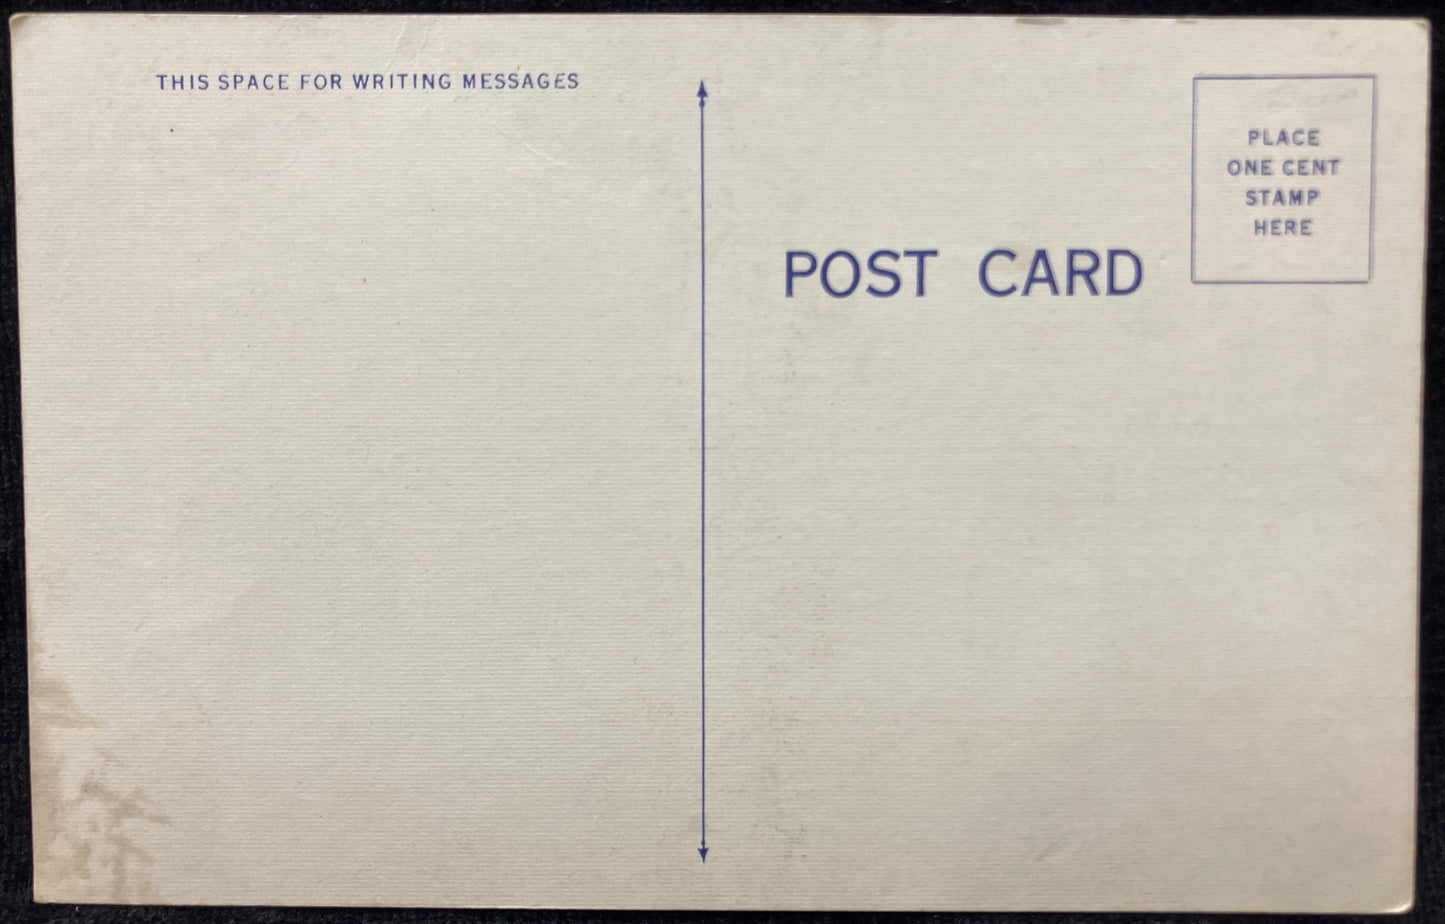 THIS SPACE FOR WRITING MESSAGES
POST CARD
PLACE
ONE CENT
STAMP
HERE